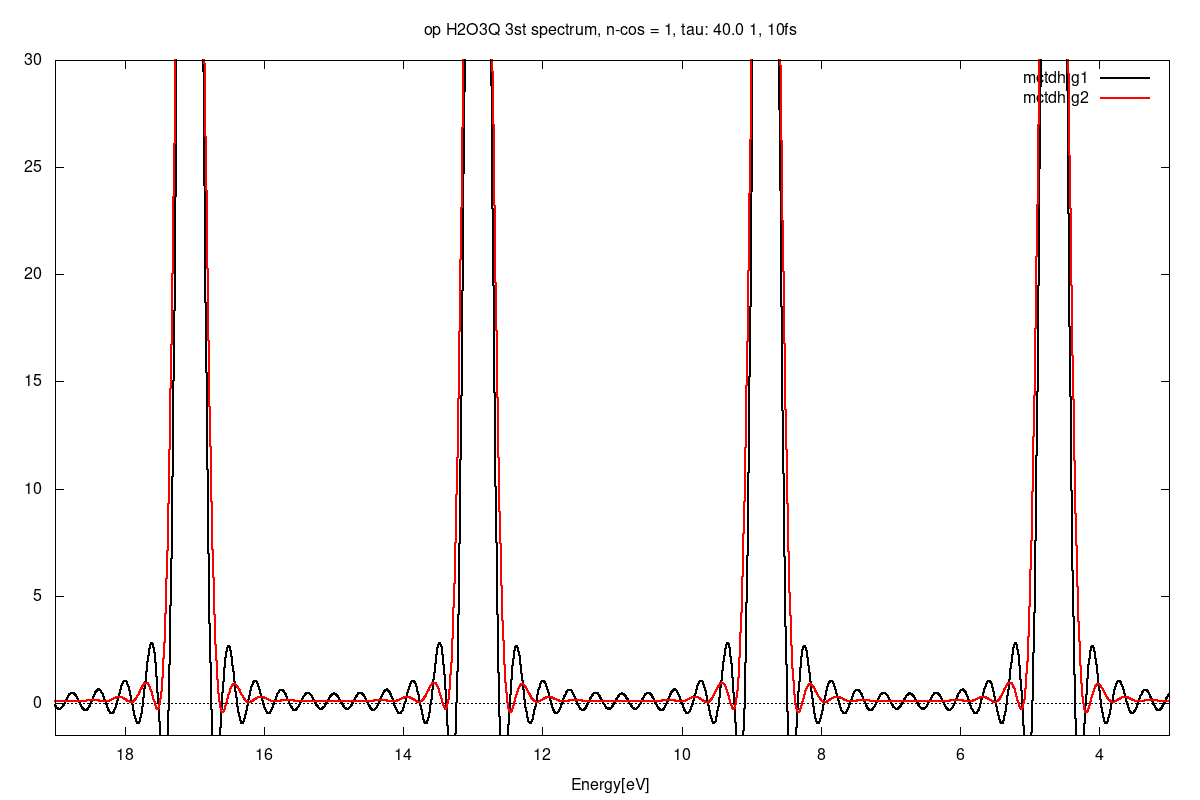 op H2O3Q 3st spectrum, n-cos = 1, tau: 40.0 1, 10fs
30
25
20
15
10
5
0
mctdh g1
mctdh g2
18 16 14 12 10 8 6 4
Energy[eV]